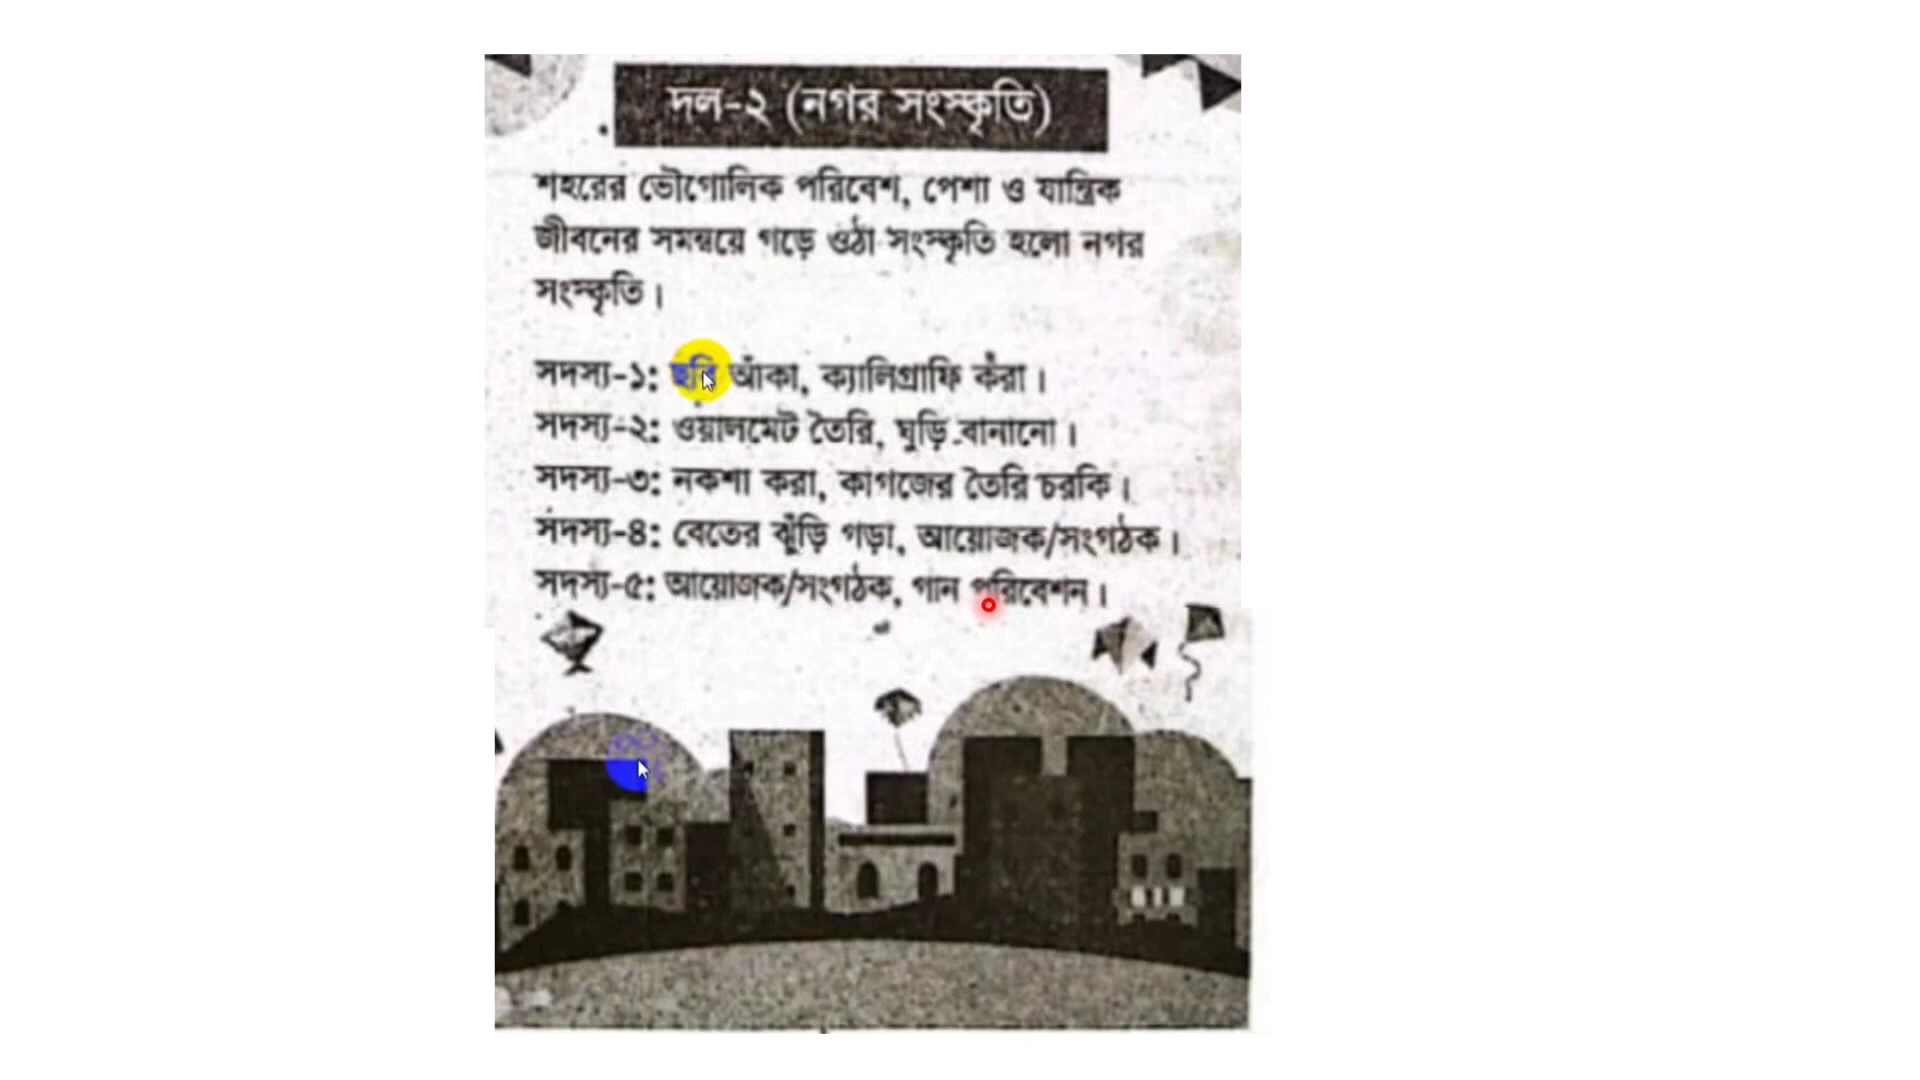 দল-২ (নগর সংস্কৃতি)
শহরের ভৌগোলিক পরিবেশ, পেশা ও যান্ত্রিক
জীবনের সমন্বয়ে গড়ে ওঠা সংস্কৃতি হলো নগর
সংস্কৃতি।
সদস্য-১: ছবি আঁকা, ক্যালিগ্রাফি করা।
সদস্য-২: ওয়ালমেট তৈরি, ঘুড়ি বানানো।
সদস্য-৩: নকশা করা, কাগজের তৈরি চরকি।
সদস্য-৪: বেতের ঝুঁড়ি গড়া, আয়োজক/সংগঠক।
সদস্য-৫: আয়োজক/সংগঠক, গান পরিবেশন।